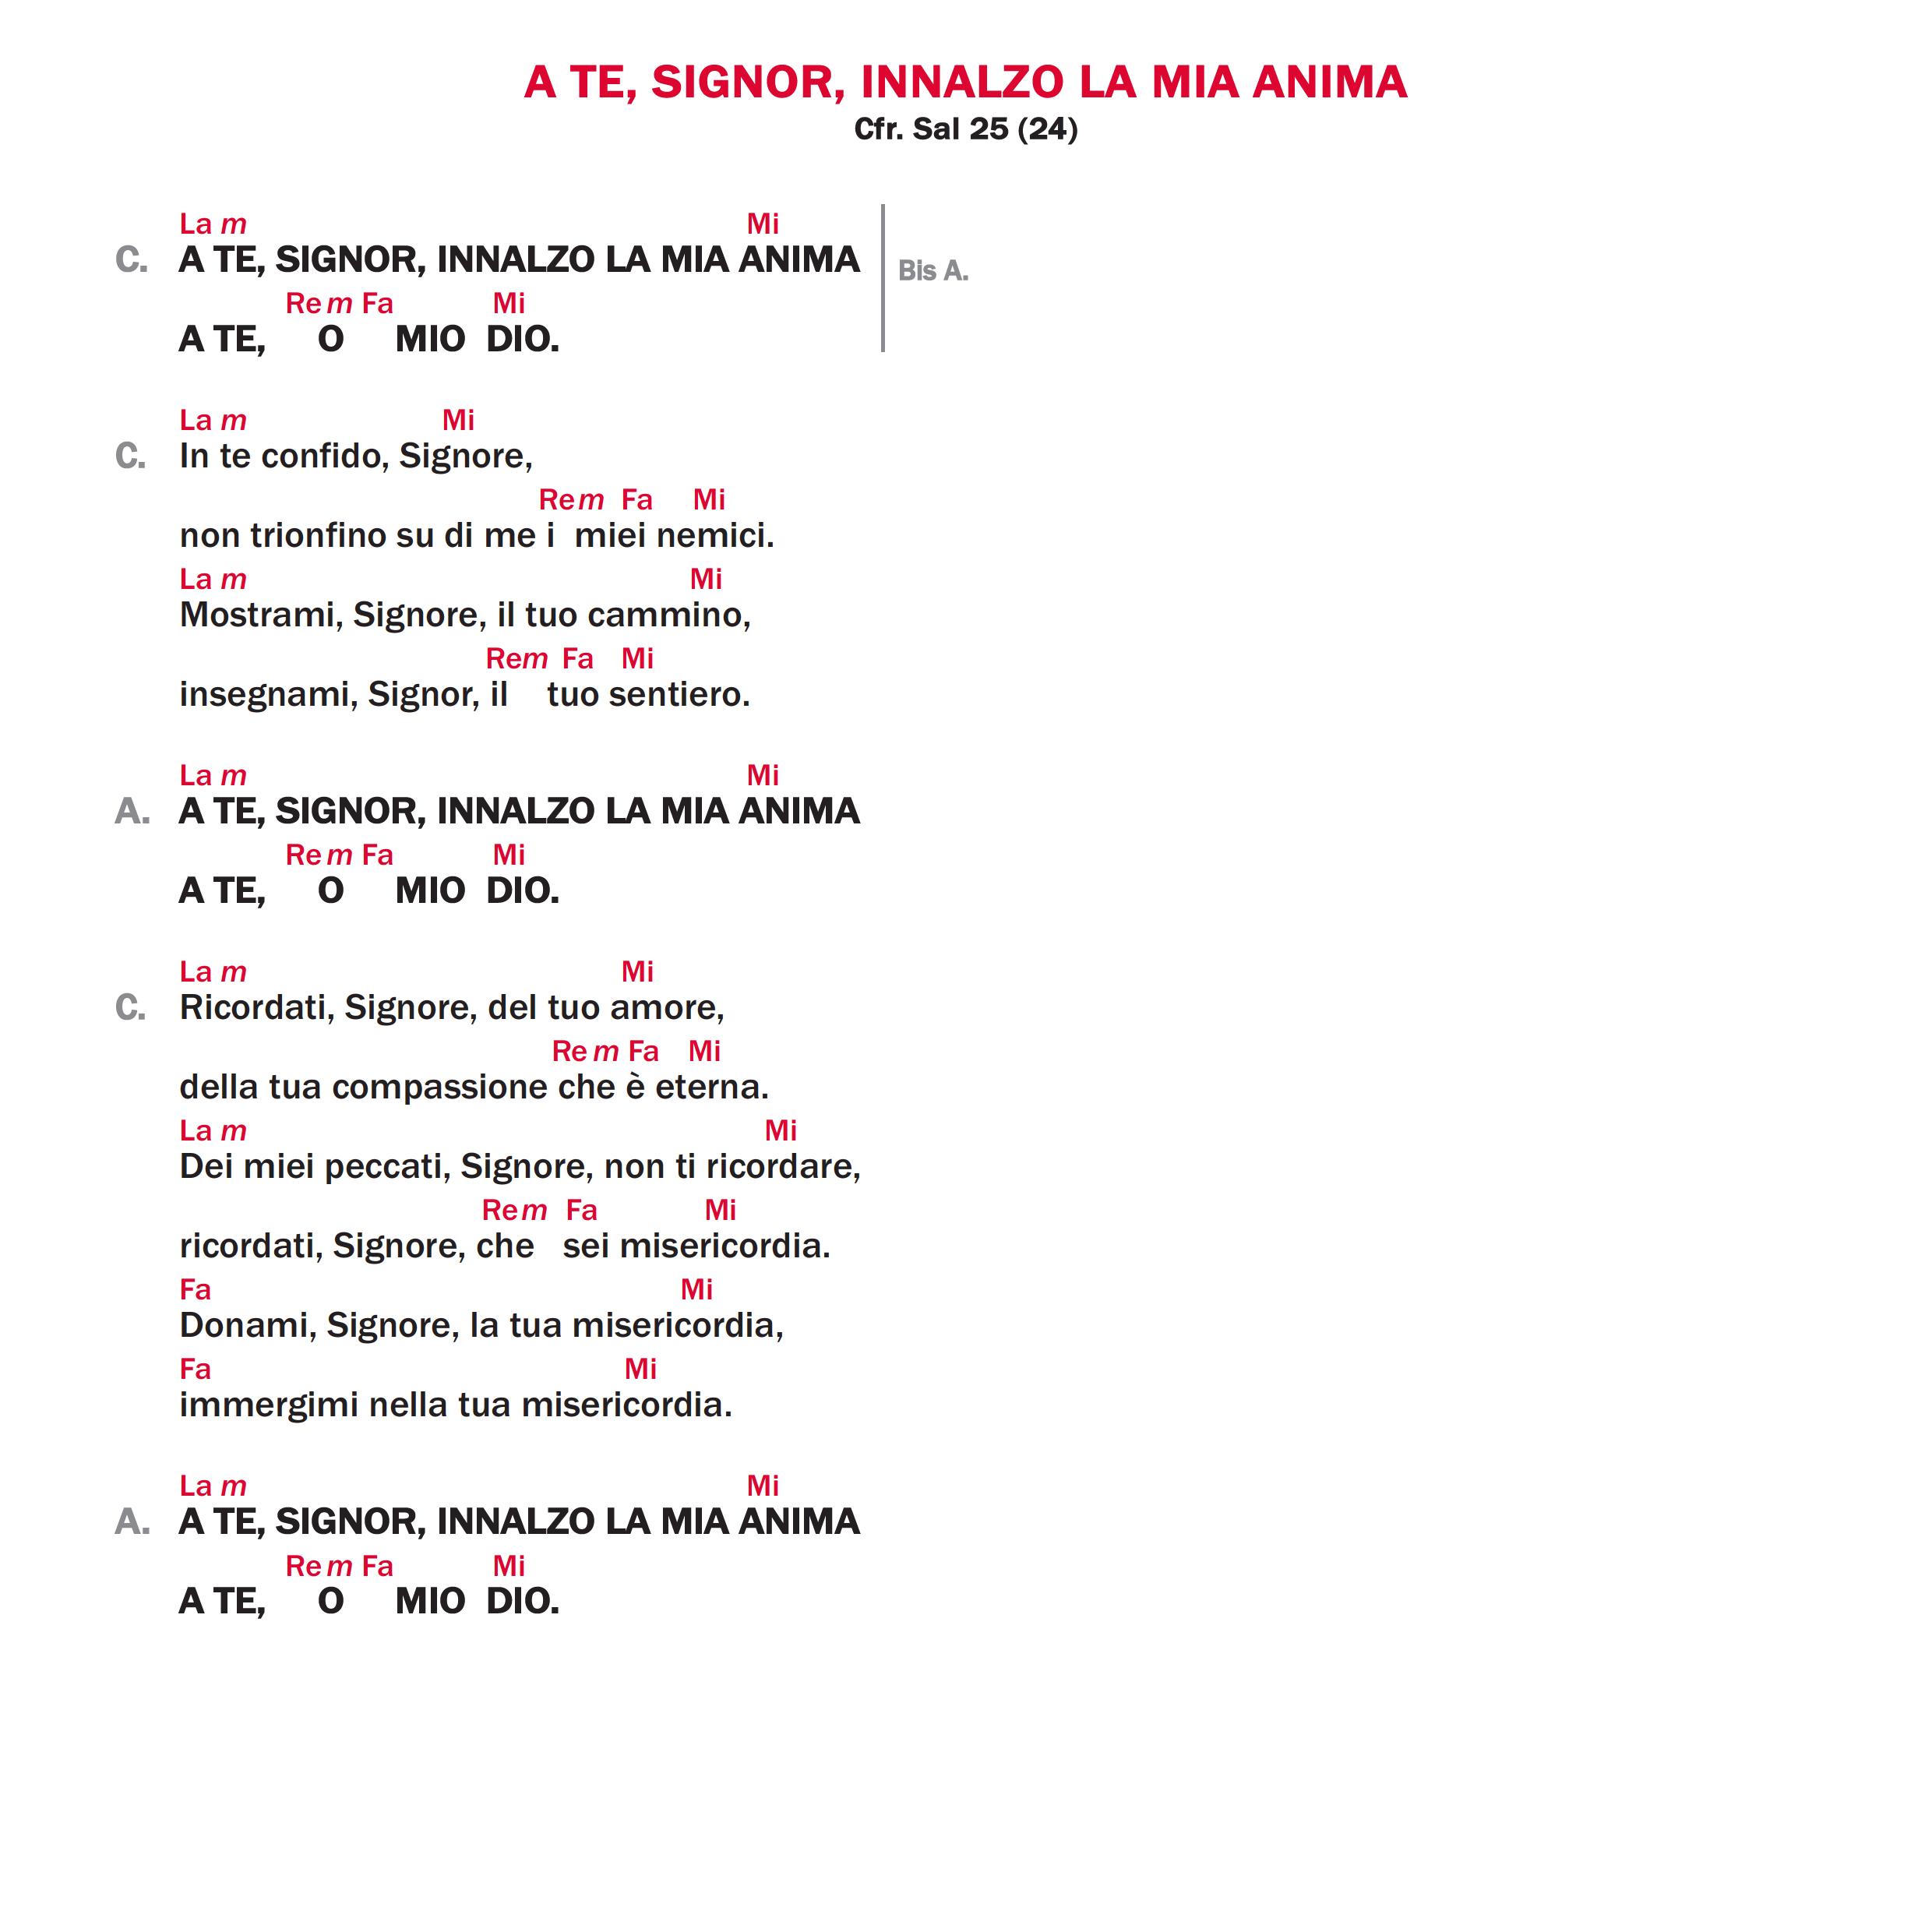 A TE, SIGNOR, INNALZO LA MIA ANIMA
Cfr. Sal 25 (24)
La m Mi
C. A TE, SIGNOR, INNALZO LA MIA ANIMA
Bis A.
Re m Fa Mi
A TE, O MIO DIO.
La m Mi
C. In te confido, Signore,
Re m Fa Mi
non trionfino su di me i miei nemici.
La m Mi
Mostrami, Signore, il tuo cammino,
Rem Fa Mi
insegnami, Signor, il tuo sentiero.
La m Mi
A. A TE, SIGNOR, INNALZO LA MIA ANIMA
Re m Fa Mi
A TE, O MIO DIO.
La m Mi
C. Ricordati, Signore, del tuo amore,
Re m Fa Mi
della tua compassione che è eterna.
La m Mi
Dei miei peccati, Signore, non ti ricordare,
Re m Fa Mi
ricordati, Signore, che sei misericordia.
Fa Mi
Donami, Signore, la tua misericordia,
Fa Mi
immergimi nella tua misericordia.
La m Mi
A. A TE, SIGNOR, INNALZO LA MIA ANIMA
Re m Fa Mi
A TE, O MIO DIO.